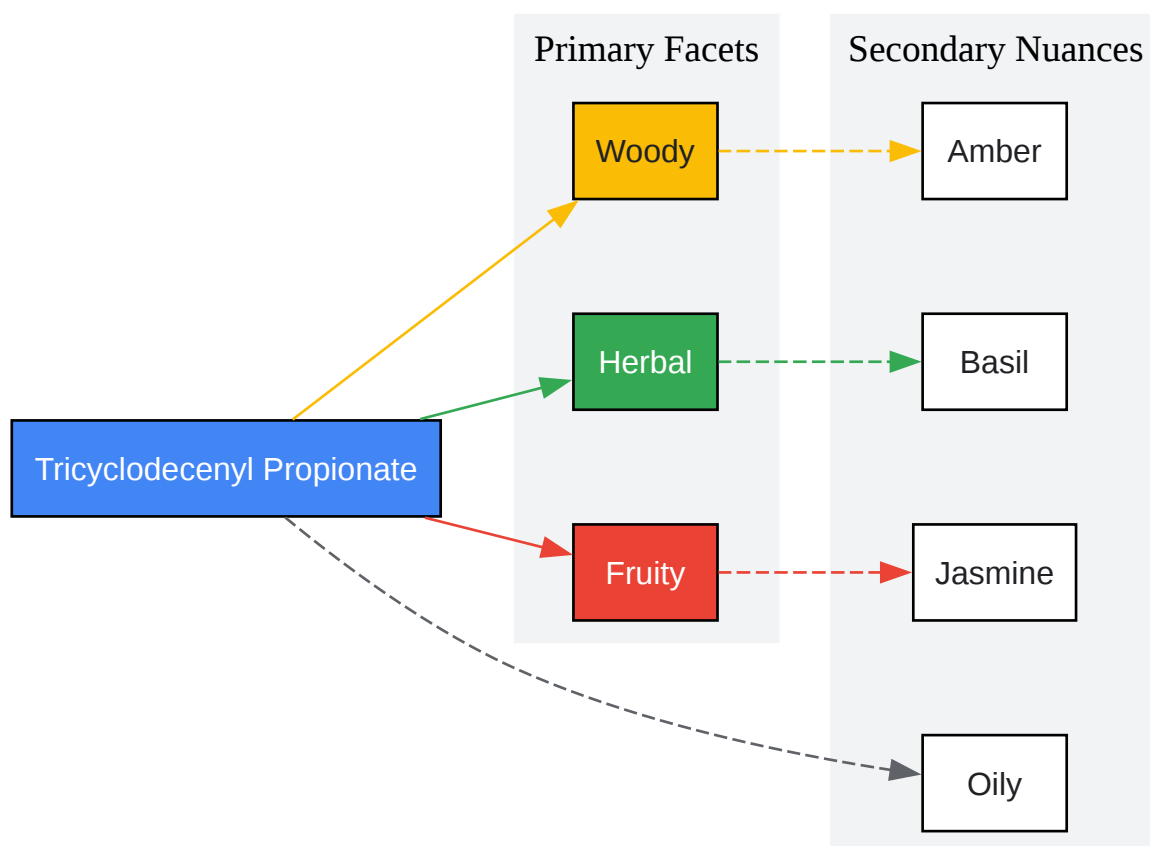 Primary Facets
Secondary Nuances
Woody
Amber
Herbal
Basil
Tricyclodecenyl Propionate
Fruity
Jasmine
Oily